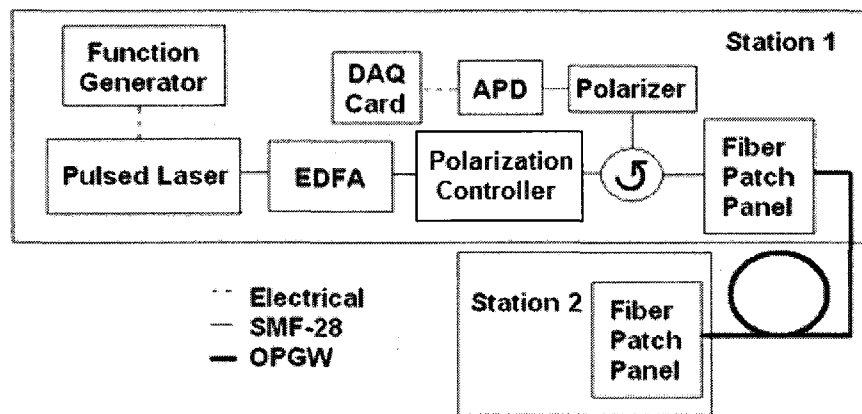 Station 1
Function
Generator
DAQ
Card
APD
Polarizer
Pulsed Laser
EDFA
Polarization
Controller
Fiber
Patch
Panel
Station 2
Fiber
Patch
Panel
Electrical
SMF-28
OPGW